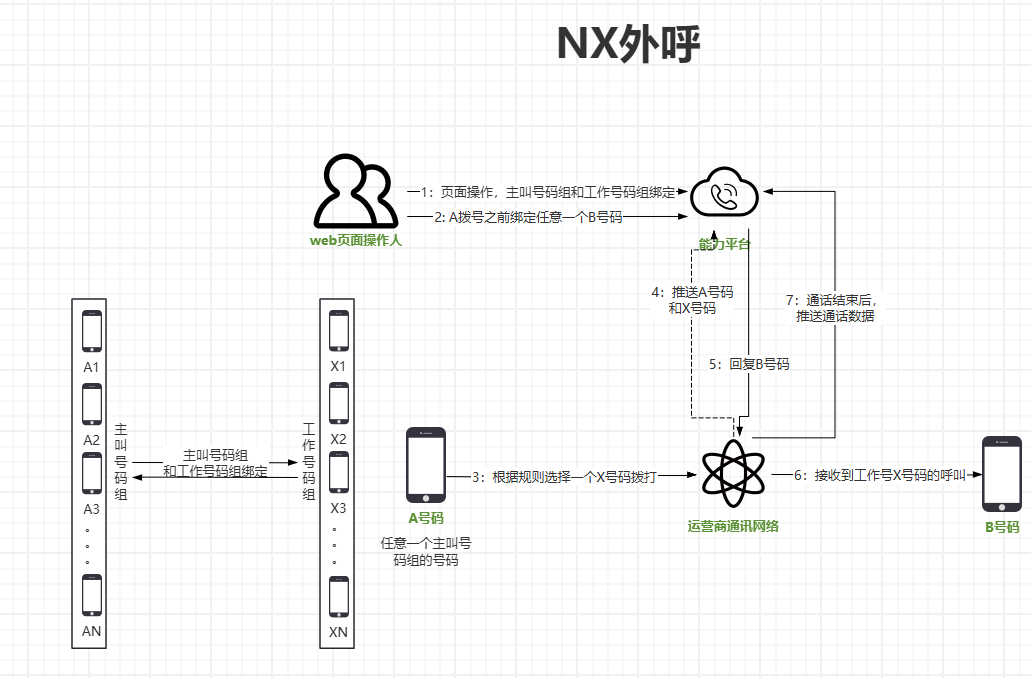 NX外呼
1：页面操作，主叫号码组和工作号码组绑定
2: A拨号之前绑定任意一个B号码
web页面操作人
能力平台
4：推送A号码
和X号码
7：通话结束后，
推送通话数据
5：回复B号码
A1
A2
A3
AN
主叫号码组
主叫号码组
和工作号码组绑定
工作号码组
X1
X2
X3
XN
3：根据规则选择一个X号码拨打
A号码
任意一个主叫号
码组的号码
运营商通讯网络
6：接收到工作号X号码的呼叫
B号码